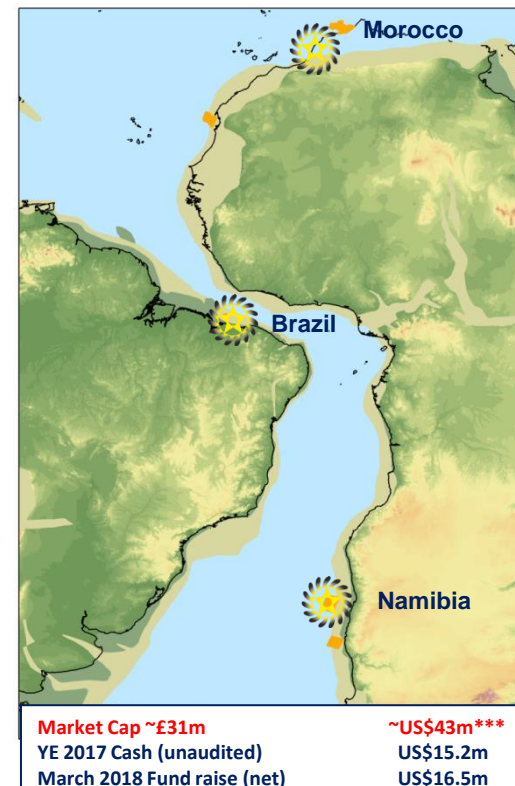 Morocco
Brazil
Namibia
Market Cap ~£31m ~US$43m***
YE 2017 Cash (unaudited) US$15.2m
March 2018 Fund raise (net) US$16.5m